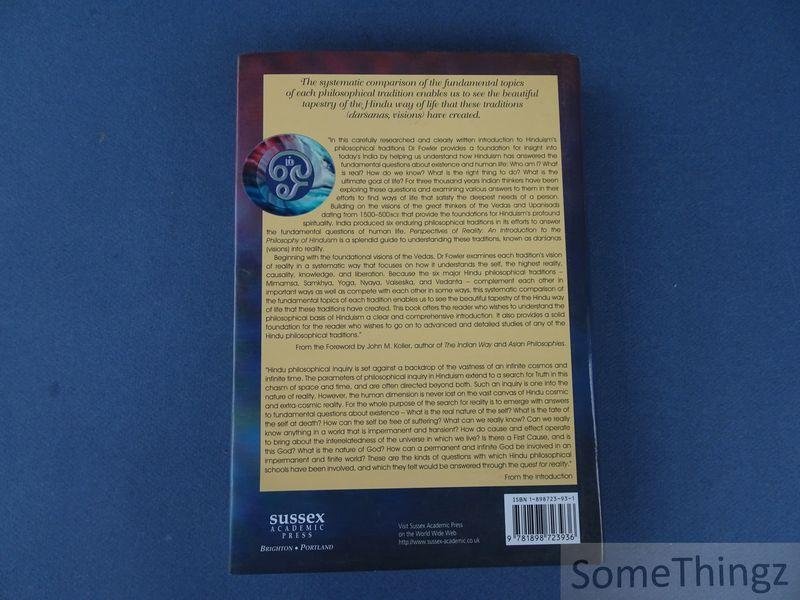 The systematic comparison of the fundamental topics
of each philosophical tradition enables us to see the beautiful
tapestry of the Hindu way of life that these traditions
(darśanas, visions) have created.
"In this carefully researched and clearly written introduction to Hinduism's
philosophical traditions Dr Fowler provides a foundation for insight into
today's India by helping us understand how Hinduism has answered the
fundamental questions about existence and human life: Who am I? What
is real? How do we know? What is the right thing to do? What is the
ultimate goal of life? For three thousand years Indian thinkers have been
exploring these questions and examining various answers to them in their
efforts to find ways of life that satisfy the deepest needs of a person.
Building on the visions of the great thinkers of the Vedas and Upanisads
dating from 1500–500BCE that provide the foundations for Hinduism's profound
spirituality, India produced six enduring philosophical traditions in its efforts to answer
the fundamental questions of human life. Perspectives of Reality: An Introduction to the
Philosophy of Hinduism is a splendid guide to understanding these traditions, known as darśanas
(visions) into reality.
Beginning with the foundational visions of the Vedas, Dr Fowler examines each tradition's vision
of reality in a systematic way that focuses on how it understands the self, the highest reality,
causality, knowledge, and liberation. Because the six major Hindu philosophical traditions –
Mimamsa, Samkhya, Yoga, Nyaya, Vaisesika, and Vedanta – complement each other in
important ways as well as compete with each other in some ways, this systematic comparison of
the fundamental topics of each tradition enables us to see the beautiful tapestry of the Hindu way
of life that these traditions have created. This book offers the reader who wishes to understand the
philosophical basis of Hinduism a clear and comprehensive introduction. It also provides a solid
foundation for the reader who wishes to go on to advanced and detailed studies of any of the
Hindu philosophical traditions."
From the Foreword by John M. Koller, author of The Indian Way and Asian Philosophies.
"Hindu philosophical inquiry is set against a backdrop of the vastness of an infinite cosmos and
infinite time. The parameters of philosophical inquiry in Hinduism extend to a search for Truth in this
chasm of space and time, and are often directed beyond both. Such an inquiry is one into the
nature of reality. However, the human dimension is never lost on the vast canvas of Hindu cosmic
and extra-cosmic reality. For the whole purpose of the search for reality is to emerge with answers
to fundamental questions about existence – What is the real nature of the self? What is the fate of
the self at death? How can the self be free of suffering? What can we really know? Can we really
know anything in a world that is impermanent and transient? How do cause and effect operate
to bring about the interrelatedness of the universe in which we live? Is there a First Cause, and is
this God? What is the nature of God? How can a permanent and infinite God be involved in an
impermanent and finite world? These are the kinds of questions with which Hindu philosophical
schools have been involved, and which they felt would be answered through the quest for reality."
From the Introduction
sussex
ACADEMIC
PRESS
BRIGHTON • PORTLAND
Visit Sussex Academic Press
on the World Wide Web
http://www.sussex-academic.co.uk
ISBN 1-898723-93-1
9 781898 723936
SomeThingz